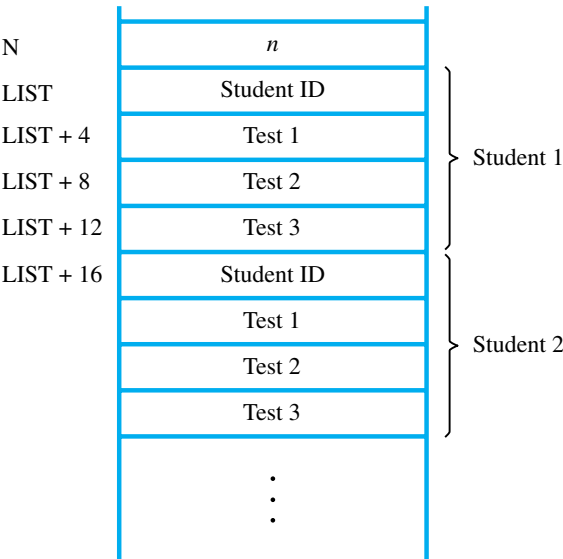 N n
LIST Student ID
LIST + 4 Test 1
Student 1
LIST + 8 Test 2
LIST + 12 Test 3
LIST + 16 Student ID
Test 1
Student 2
Test 2
Test 3